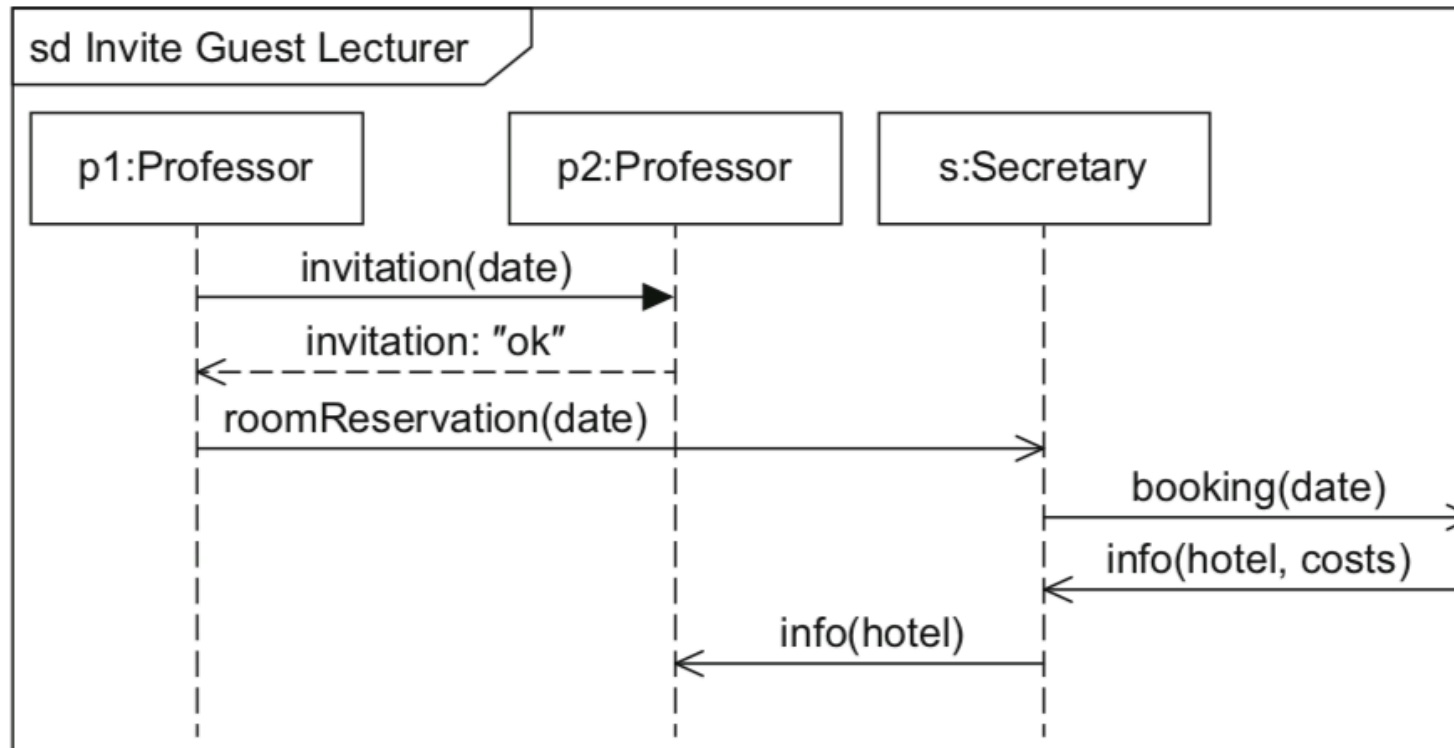 sd Invite Guest Lecturer
p1:Professor
p2:Professor
s:Secretary
invitation(date)
invitation: "ok"
roomReservation(date)
booking(date)
info(hotel, costs)
info(hotel)